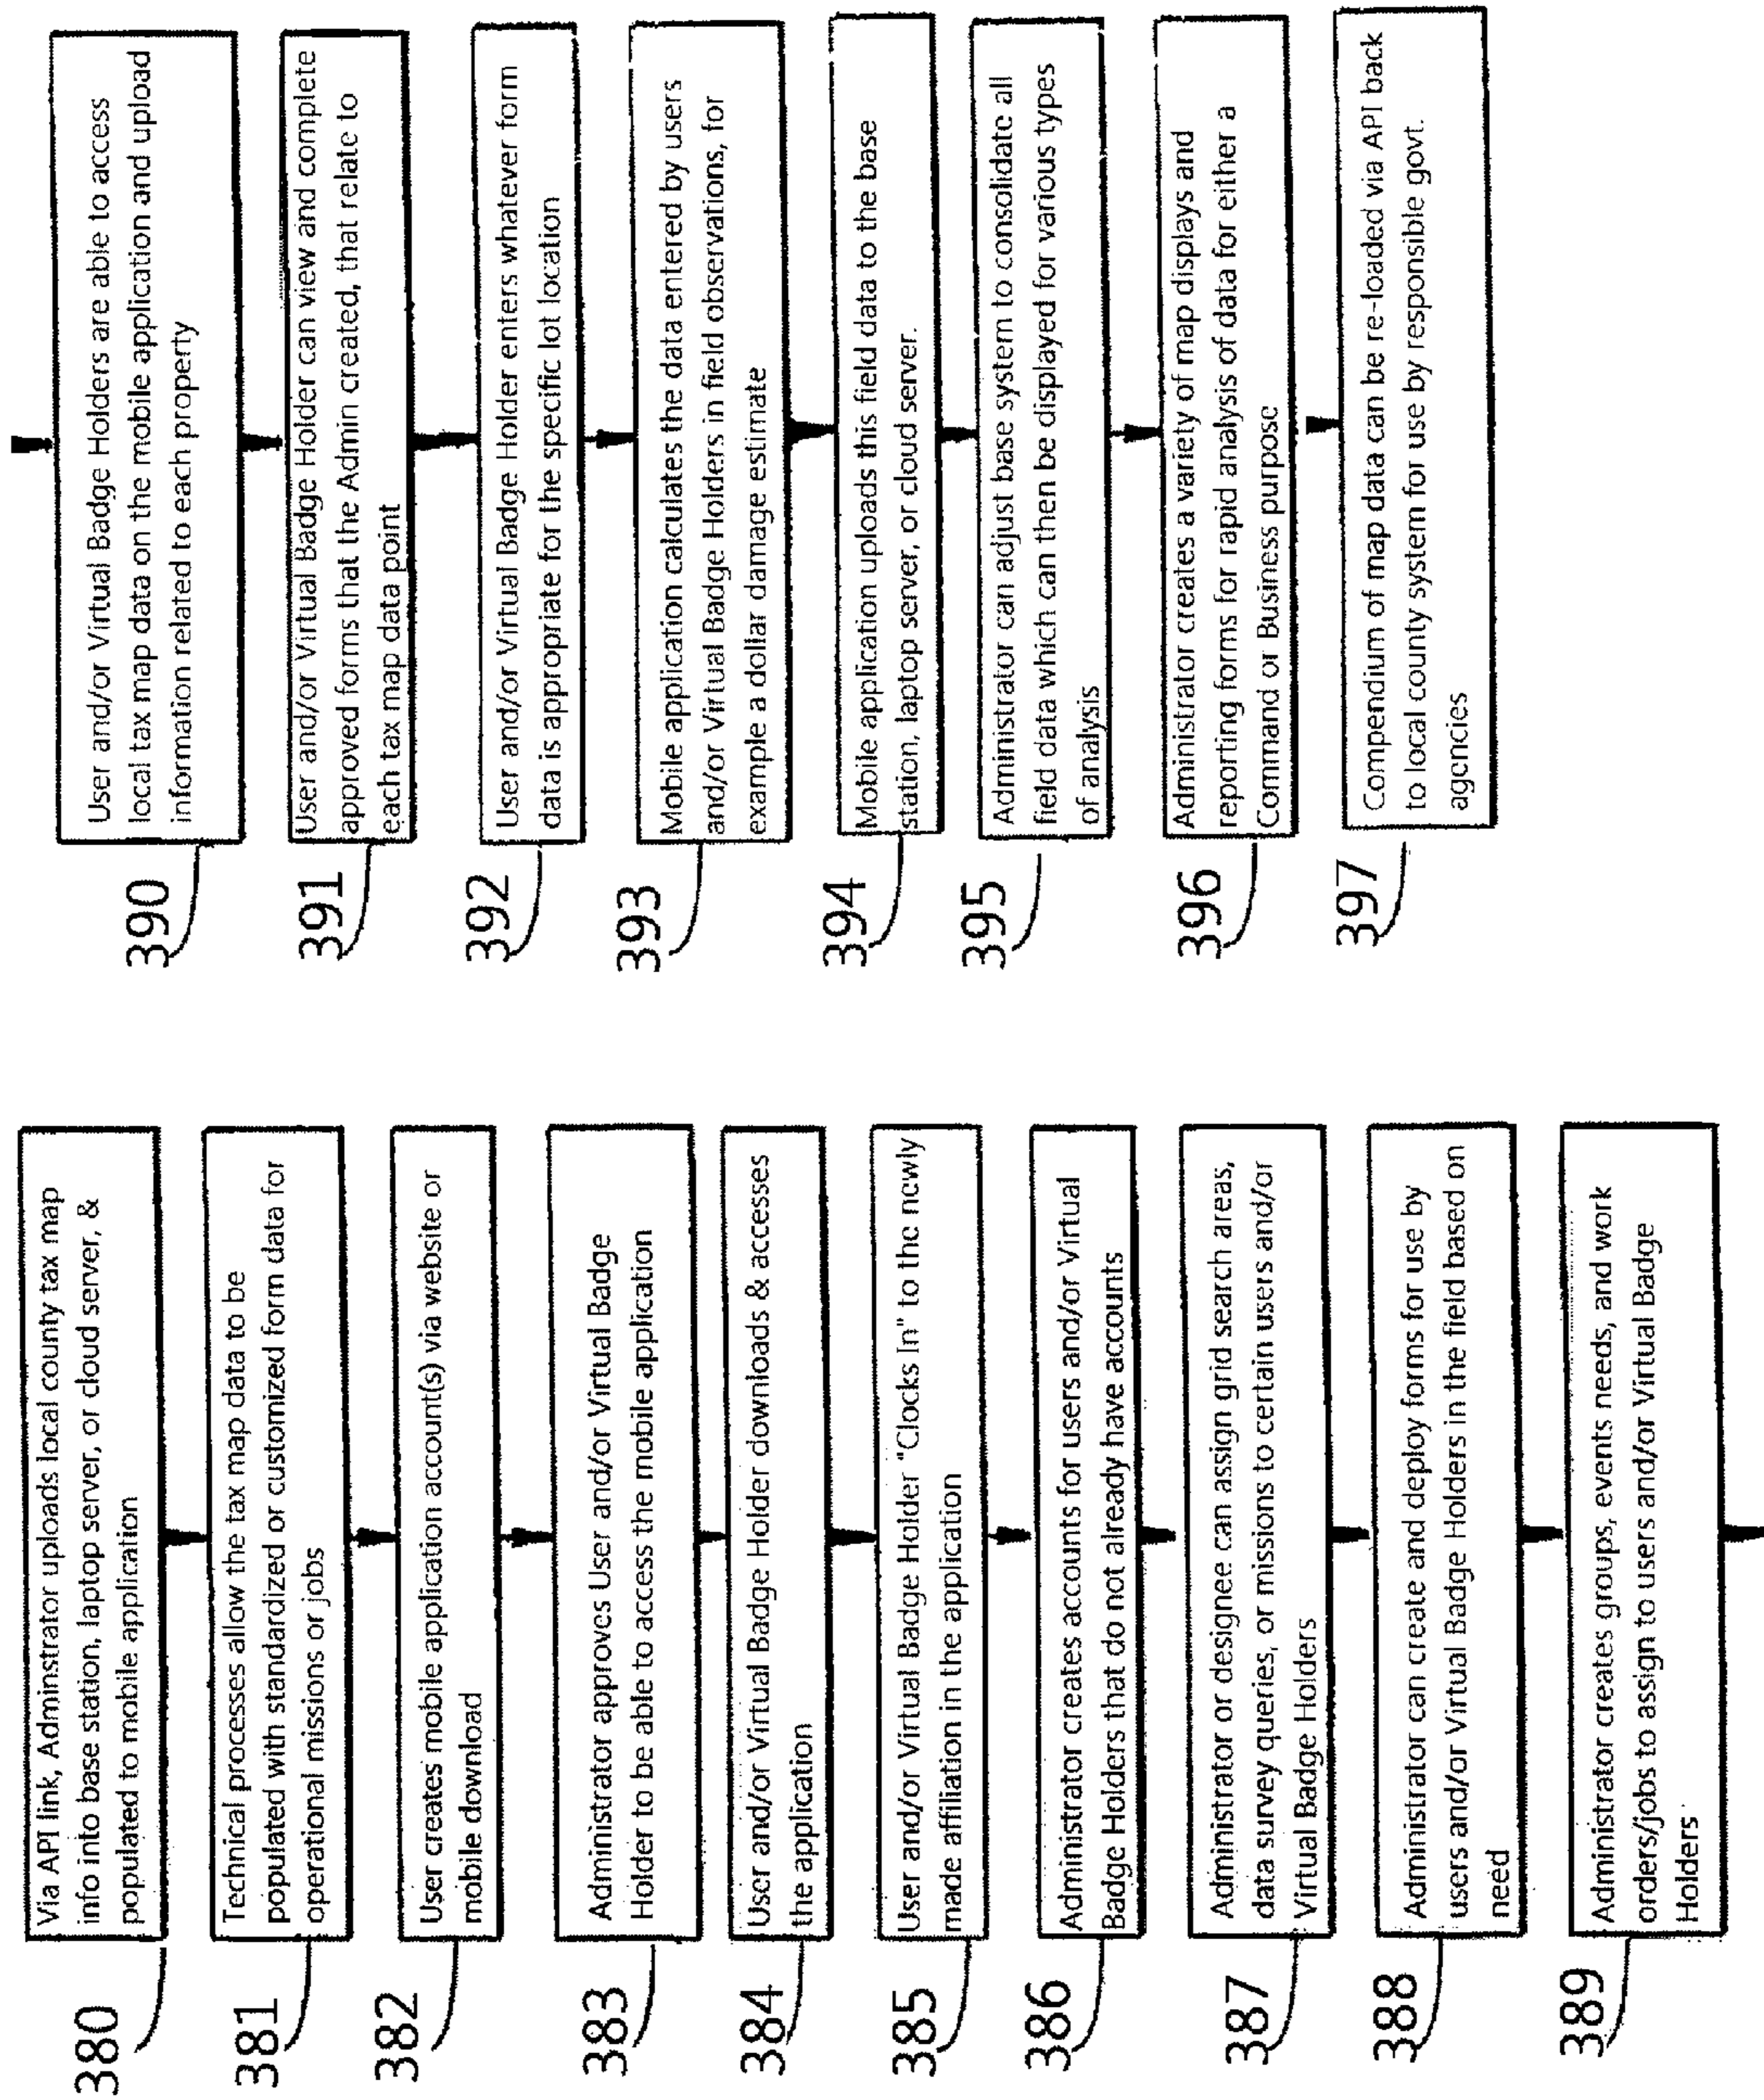 380
Via API link, Adminstrator uploads local county tax map
info into base station, laptop server, or cloud server, &
populated to mobile application
381
Technical processes allow the tax map data to be
populated with standardized or customized form data for
operational missions or jobs
382
User creates mobile application account(s) via website or
mobile download
383
Administrator approves User and/or Virtual Badge
Holder to be able to access the mobile application
384
User and/or Virtual Badge Holder downloads & accesses
the application
385
User and/or Virtual Badge Holder "Clocks In" to the newly
made affiliation in the application
386
Administrator creates accounts for users and/or Virtual
Badge Holders that do not already have accounts
387
Administrator or designee can assign grid search areas,
data survey queries, or missions to certain users and/or
Virtual Badge Holders
388
Administrator can create and deploy forms for use by
users and/or Virtual Badge Holders in the field based on
need
389
Administrator creates groups, events needs, and work
orders/jobs to assign to users and/or Virtual Badge
Holders
390
User and/or Virtual Badge Holders are able to access
local tax map data on the mobile application and upload
information related to each property
391
User and/or Virtual Badge Holder can view and complete
approved forms that the Admin created, that relate to
each tax map data point
392
User and/or Virtual Badge Holder enters whatever form
data is appropriate for the specific lot location
393
Mobile application calculates the data entered by users
and/or Virtual Badge Holders in field observations, for
example a dollar damage estimate
394
Mobile application uploads this field data to the base
station, laptop server, or cloud server.
395
Administrator can adjust base system to consolidate all
field data which can then be displayed for various types
of analysis
396
Administrator creates a variety of map displays and
reporting forms for rapid analysis of data for either a
Command or Business purpose
397
Compendium of map data can be re-loaded via API back
to local county system for use by responsible govt.
agencies